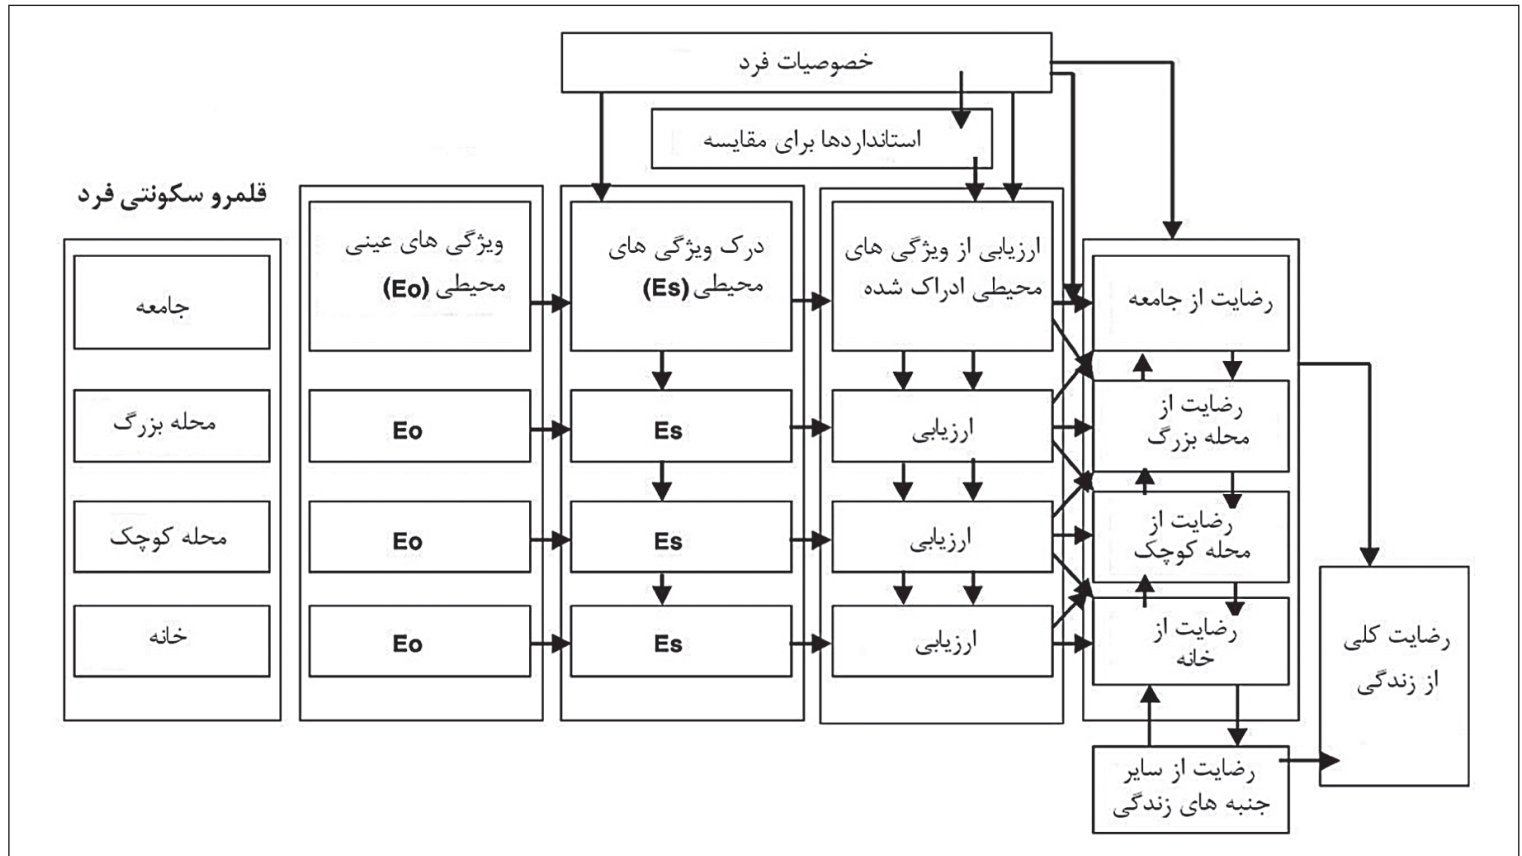 خصوصیات فرد
استانداردها برای مقایسه
قلمرو سکونتی فرد
جامعه
محله بزرگ
محله کوچک
خانه
ویژگی های عینی
محیطی (Eo)
Eo
Eo
Eo
درک ویژگی های
محیطی (Es)
Es
Es
Es
ارزیابی از ویژگی های
محیطی ادراک شده
ارزیابی
ارزیابی
ارزیابی
رضایت از جامعه
رضایت از
محله بزرگ
رضایت از
محله کوچک
رضایت از
خانه
رضایت از سایر
جنبه های زندگی
رضایت کلی
از زندگی